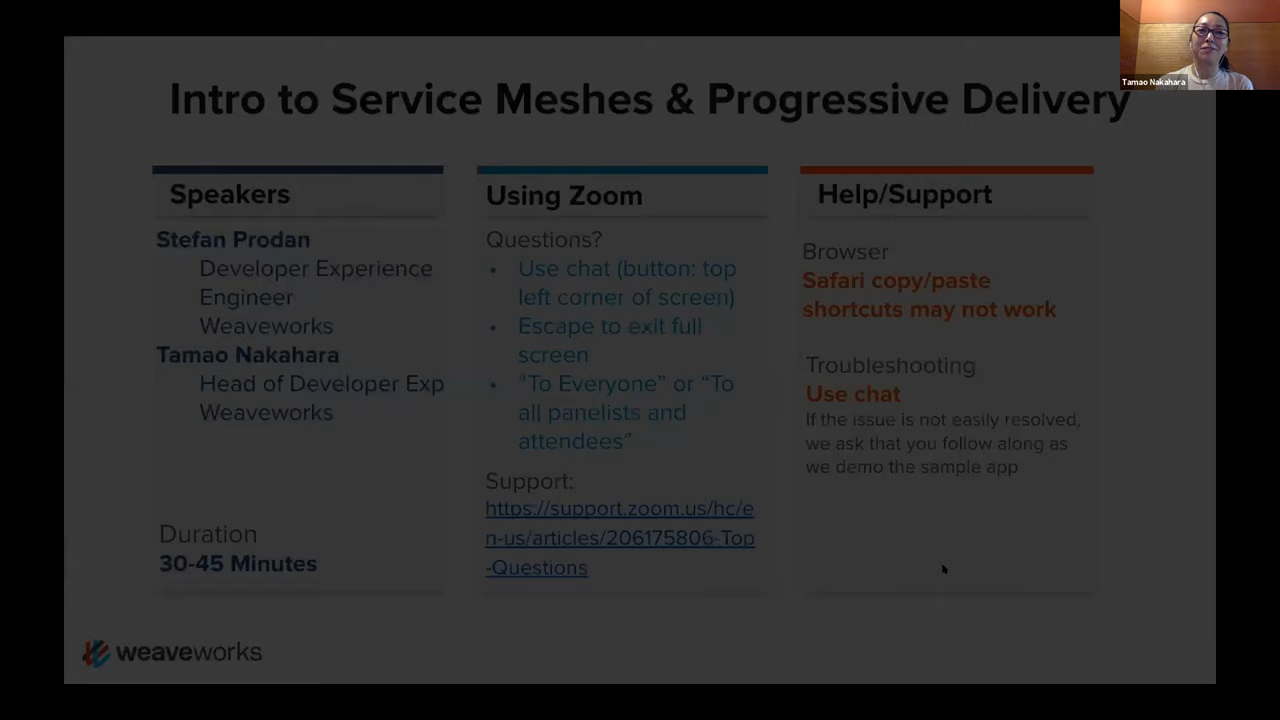 Tamao Nakahara
Intro to Service Meshes & Progressive Delivery
Speakers
Stefan Prodan
Developer Experience
Engineer
Weaveworks
Tamao Nakahara
Head of Developer Exp
Weaveworks
Duration
30-45 Minutes
Using Zoom
Questions?
• Use chat (button: top
left corner of screen)
• Escape to exit full
screen
• “To Everyone” or “To
all panelists and
attendees”
Support:
https://support.zoom.us/hc/e
n-us/articles/206175806-Top
-Questions
Help/Support
Browser
Safari copy/paste
shortcuts may not work
Troubleshooting
Use chat
If the issue is not easily resolved,
we ask that you follow along as
we demo the sample app
weaveworks